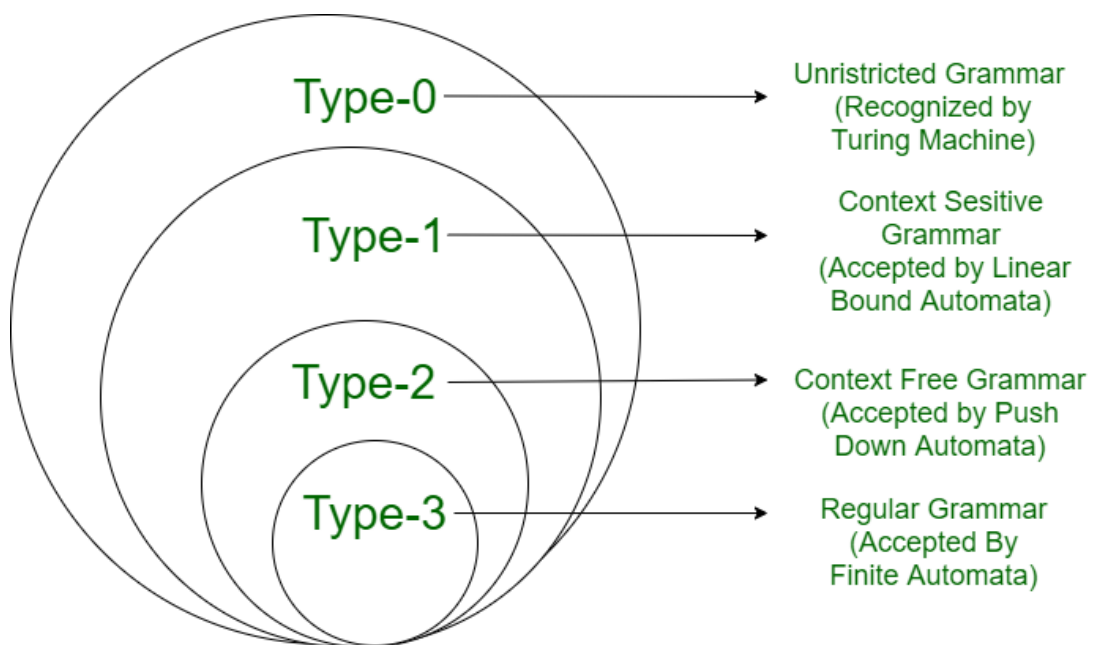 Type-0
Unristricted Grammar
(Recognized by
Turing Machine)
Type-1
Context Sesitive
Grammar
(Accepted by Linear
Bound Automata)
Type-2
Context Free Grammar
(Accepted by Push
Down Automata)
Type-3
Regular Grammar
(Accepted By
Finite Automata)